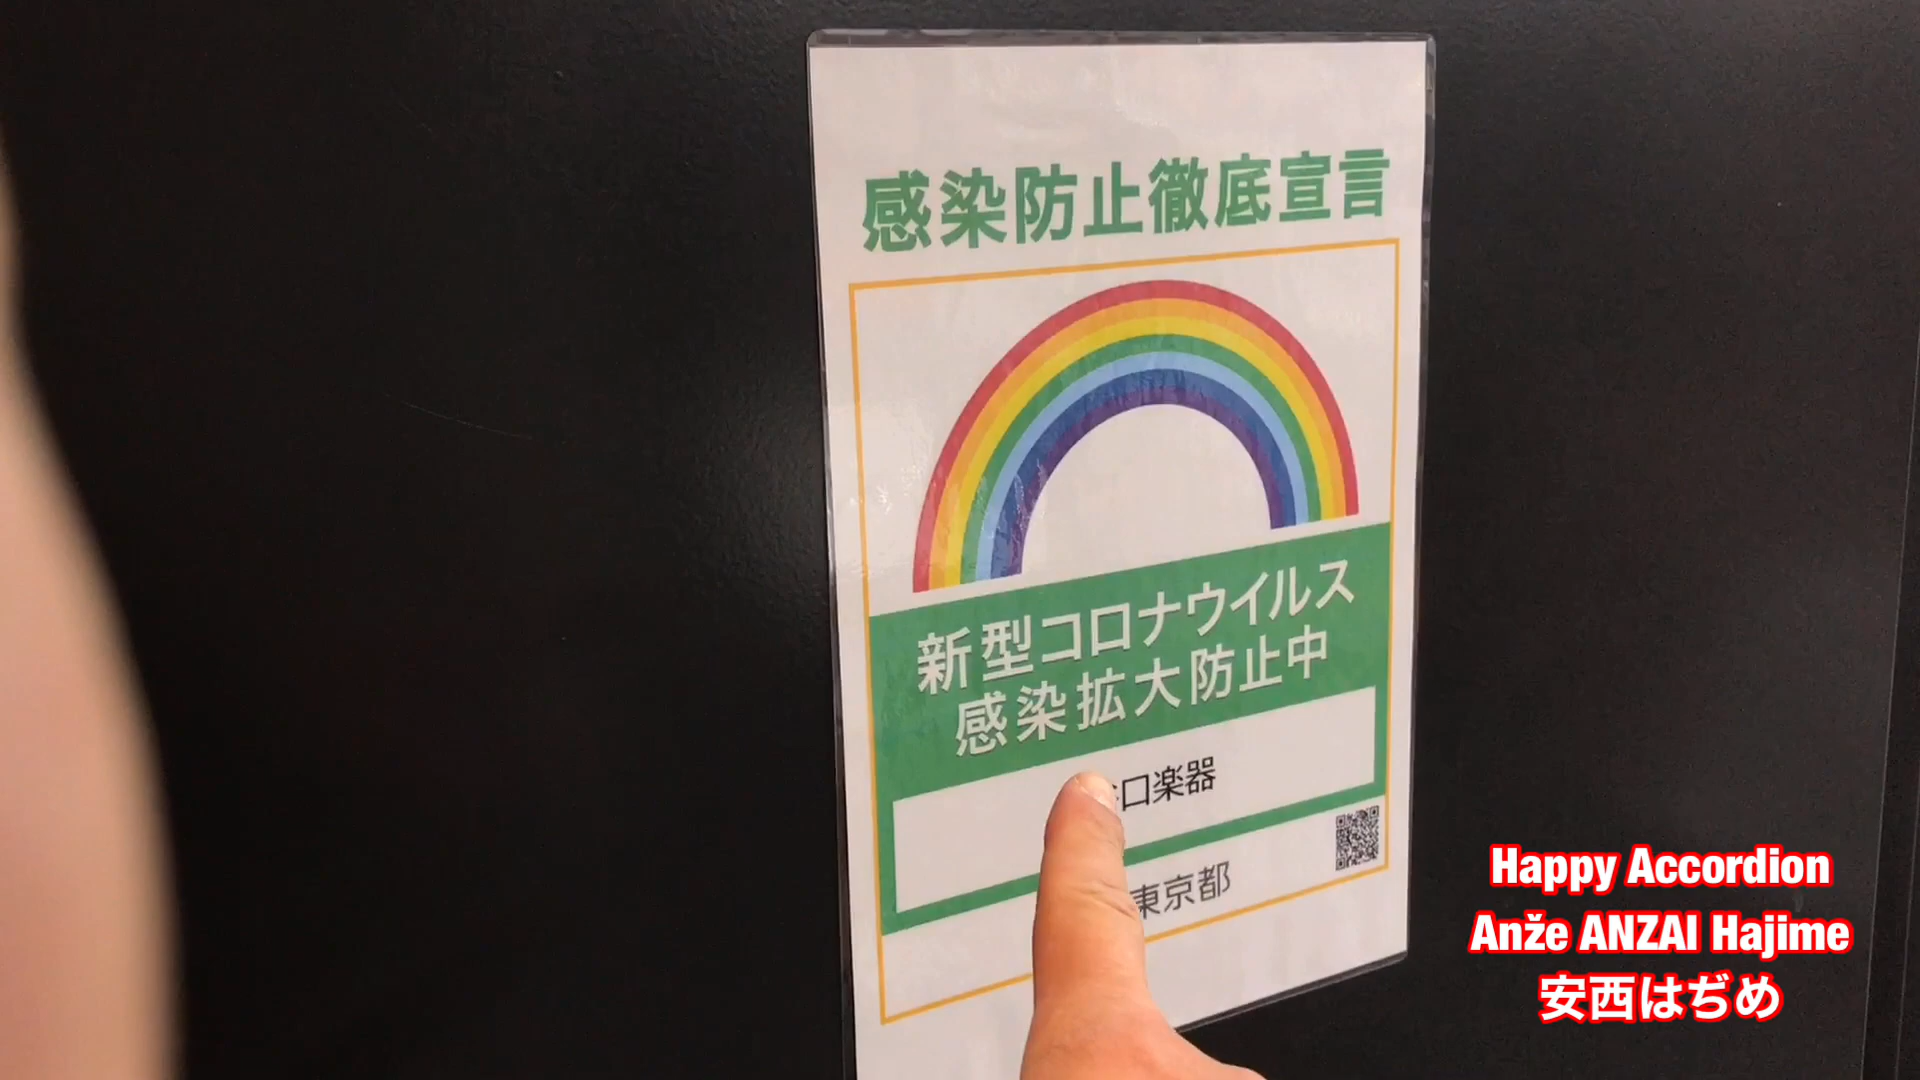 感染防止徹底宣言
新型コロナウイルス
感染拡大防止中
口楽器
東京都
Happy Accordion
Anže ANZAI Hajime
安西はぢめ